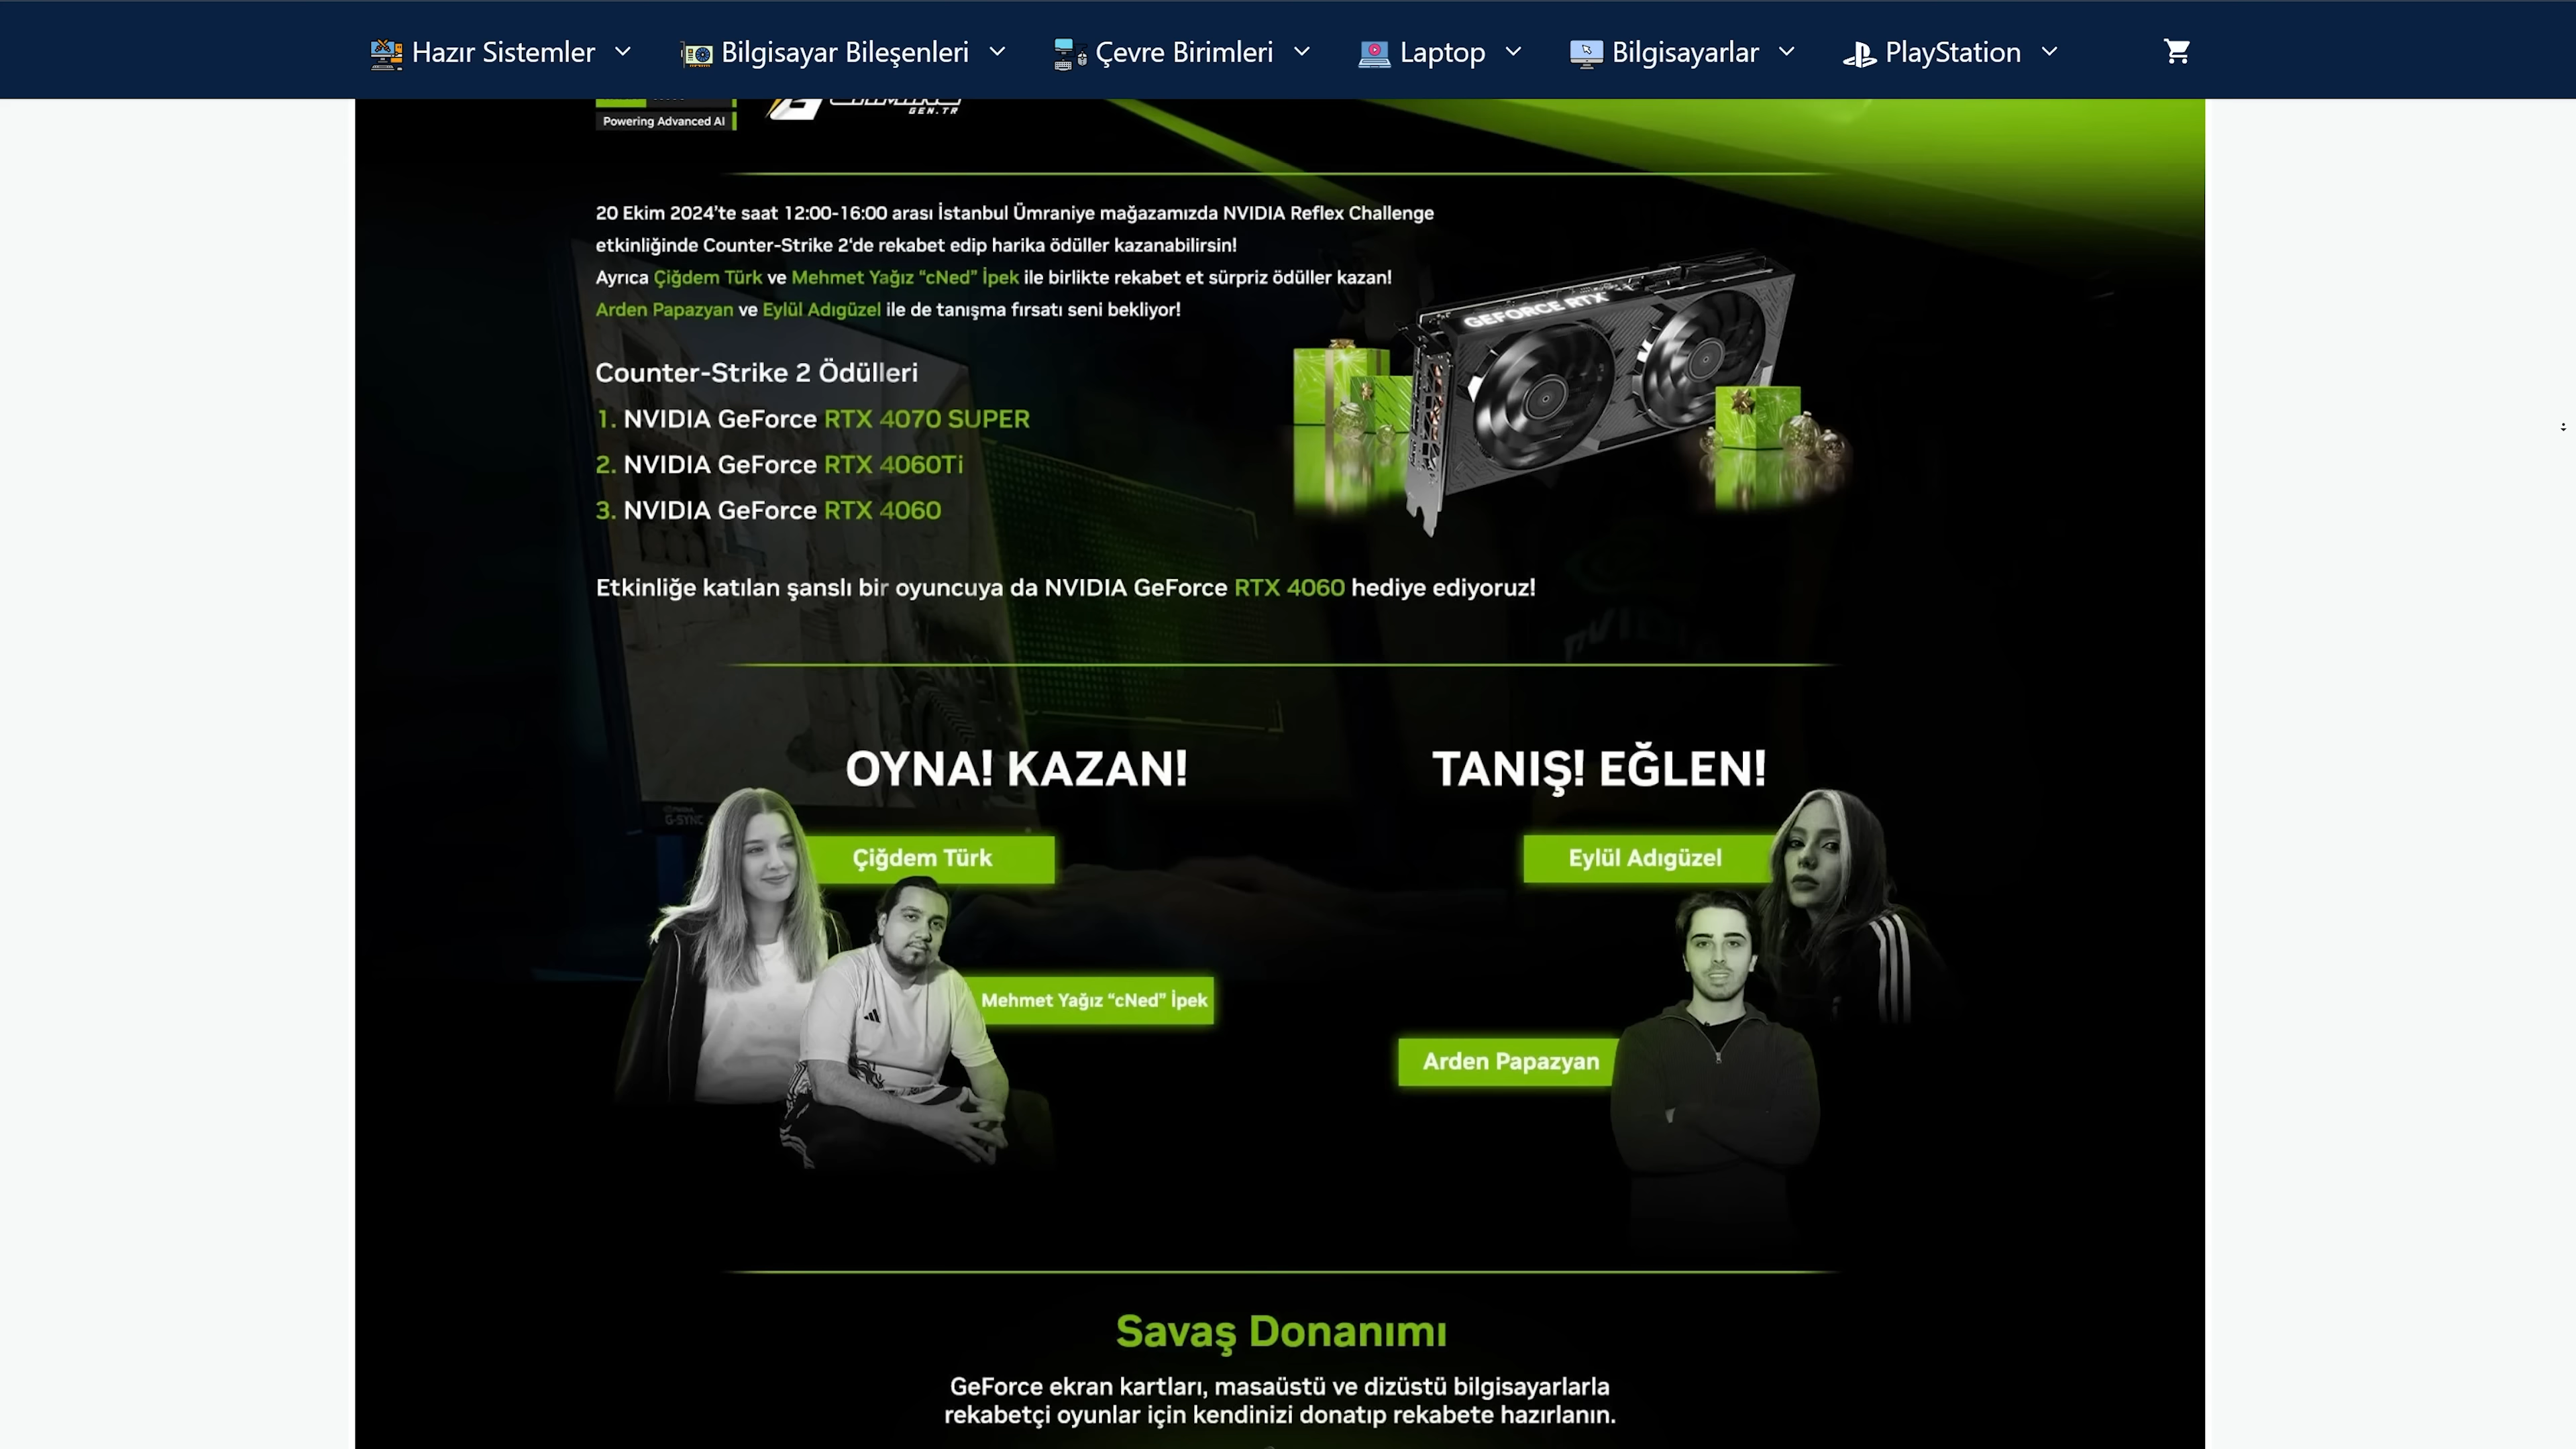 Hazır Sistemler
Bilgisayar Bileşenleri
Çevre Birimleri
Laptop
Bilgisayarlar
PlayStation
Powering Advanced AI
GEN.TR
20 Ekim 2024'te saat 12:00-16:00 arası İstanbul Ümraniye mağazamızda NVIDIA Reflex Challenge
etkinliğinde Counter-Strike 2'de rekabet edip harika ödüller kazanabilirsin!
Ayrıca Çiğdem Türk ve Mehmet Yağız “cNed” İpek ile birlikte rekabet et sürpriz ödüller kazan!
Arden Papazyan ve Eylül Adıgüzel ile de tanışma fırsatı seni bekliyor!
GEFORCE RTX
Counter-Strike 2 Ödülleri
1. NVIDIA GeForce RTX 4070 SUPER
2. NVIDIA GeForce RTX 4060Ti
3. NVIDIA GeForce RTX 4060
Etkinliğe katılan şanslı bir oyuncuya da NVIDIA GeForce RTX 4060 hediye ediyoruz!
NVIDIA
OYNA! KAZAN!
TANIŞ! EĞLEN!
G-SYNC
Çiğdem Türk
Eylül Adıgüzel
Mehmet Yağız “cNed” İpek
Arden Papazyan
Savaş Donanımı
GeForce ekran kartları, masaüstü ve dizüstü bilgisayarlarla
rekabetçi oyunlar için kendinizi donatıp rekabete hazırlanın.